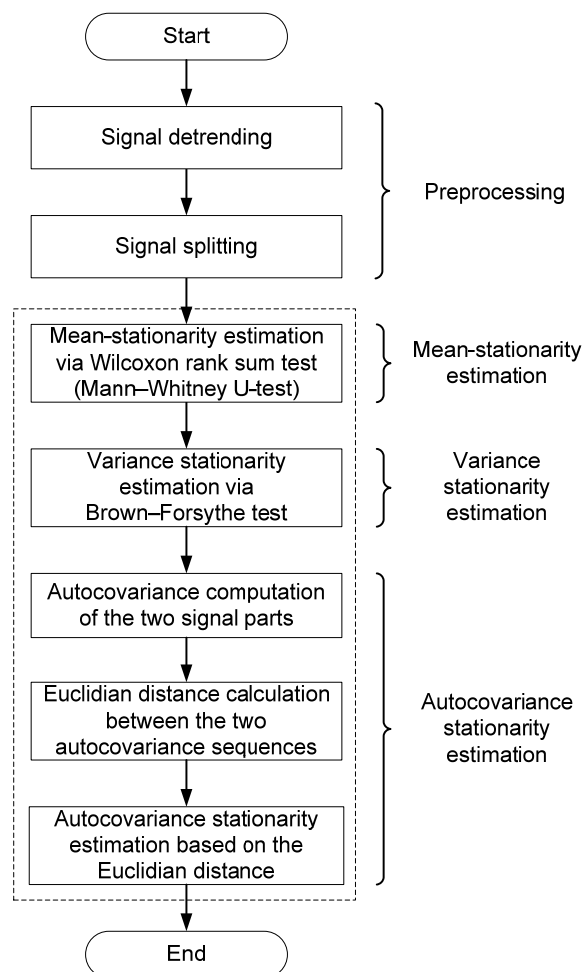 Start
Signal detrending
Signal splitting
Preprocessing
Mean-stationarity estimation
via Wilcoxon rank sum test
(Mann–Whitney U-test)
Mean-stationarity
estimation
Variance stationarity
estimation via
Brown–Forsythe test
Variance
stationarity
estimation
Autocovariance computation
of the two signal parts
Euclidian distance calculation
between the two
autocovariance sequences
Autocovariance stationarity
estimation based on the
Euclidian distance
Autocovariance
stationarity
estimation
End